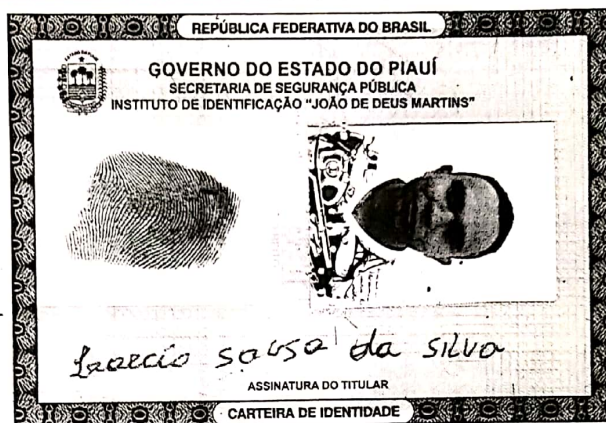 REPÚBLICA FEDERATIVA DO BRASIL
GOVERNO DO ESTADO DO PIAUÍ
SECRETARIA DE SEGURANÇA PÚBLICA
INSTITUTO DE IDENTIFICAÇÃO "JOÃO DE DEUS MARTINS"
sousa da silva
ASSINATURA DO TITULAR
CARTEIRA DE IDENTIDADE